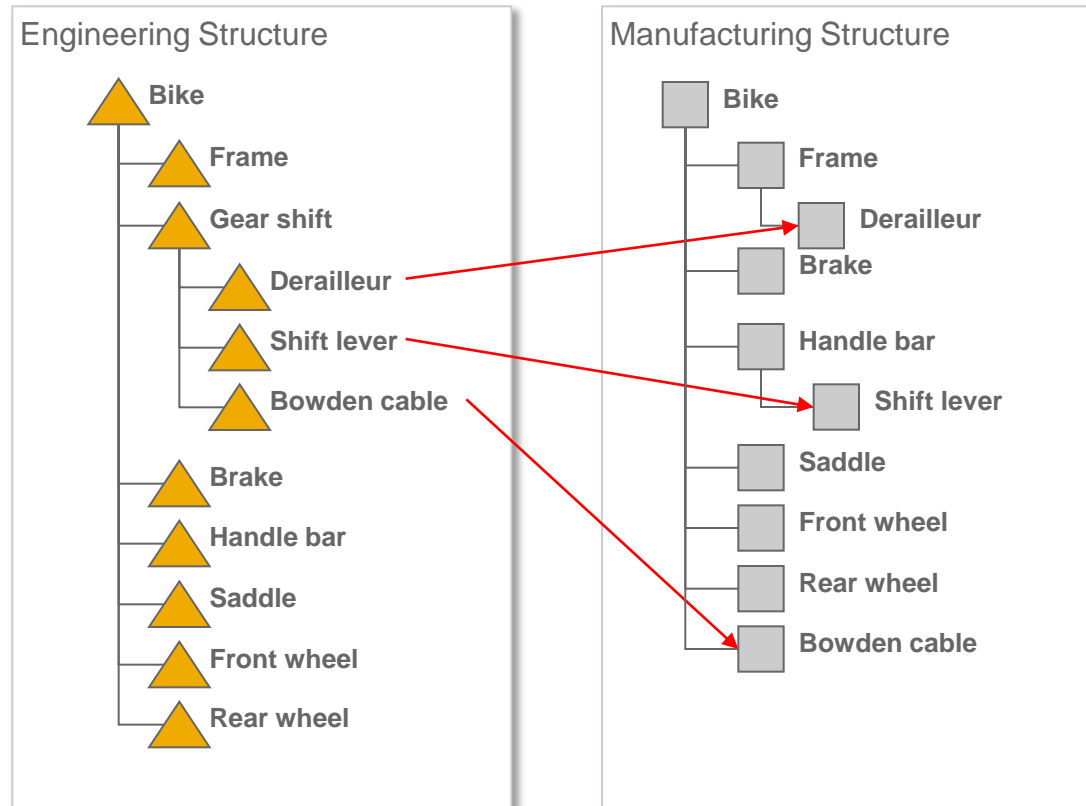 Engineering Structure
Bike
Frame
Gear shift
Derailleur
Shift lever
Bowden cable
Brake
Handle bar
Saddle
Front wheel
Rear wheel
Manufacturing Structure
Bike
Frame
Derailleur
Brake
Handle bar
Shift lever
Saddle
Front wheel
Rear wheel
Bowden cable